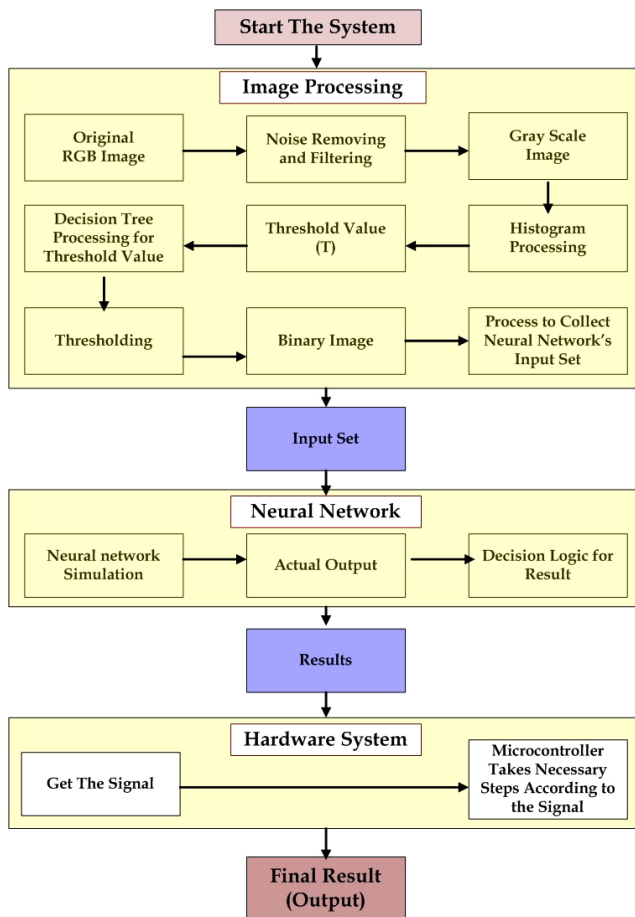 Start The System
Image Processing
Original
RGB Image
Noise Removing
and Filtering
Gray Scale
Image
Decision Tree
Processing for
Threshold Value
Threshold Value
(T)
Histogram
Processing
Thresholding
Binary Image
Process to Collect
Neural Network's
Input Set
Input Set
Neural Network
Neural network
Simulation
Actual Output
Decision Logic for
Result
Results
Hardware System
Get The Signal
Microcontroller
Takes Necessary
Steps According to
the Signal
Final Result
(Output)